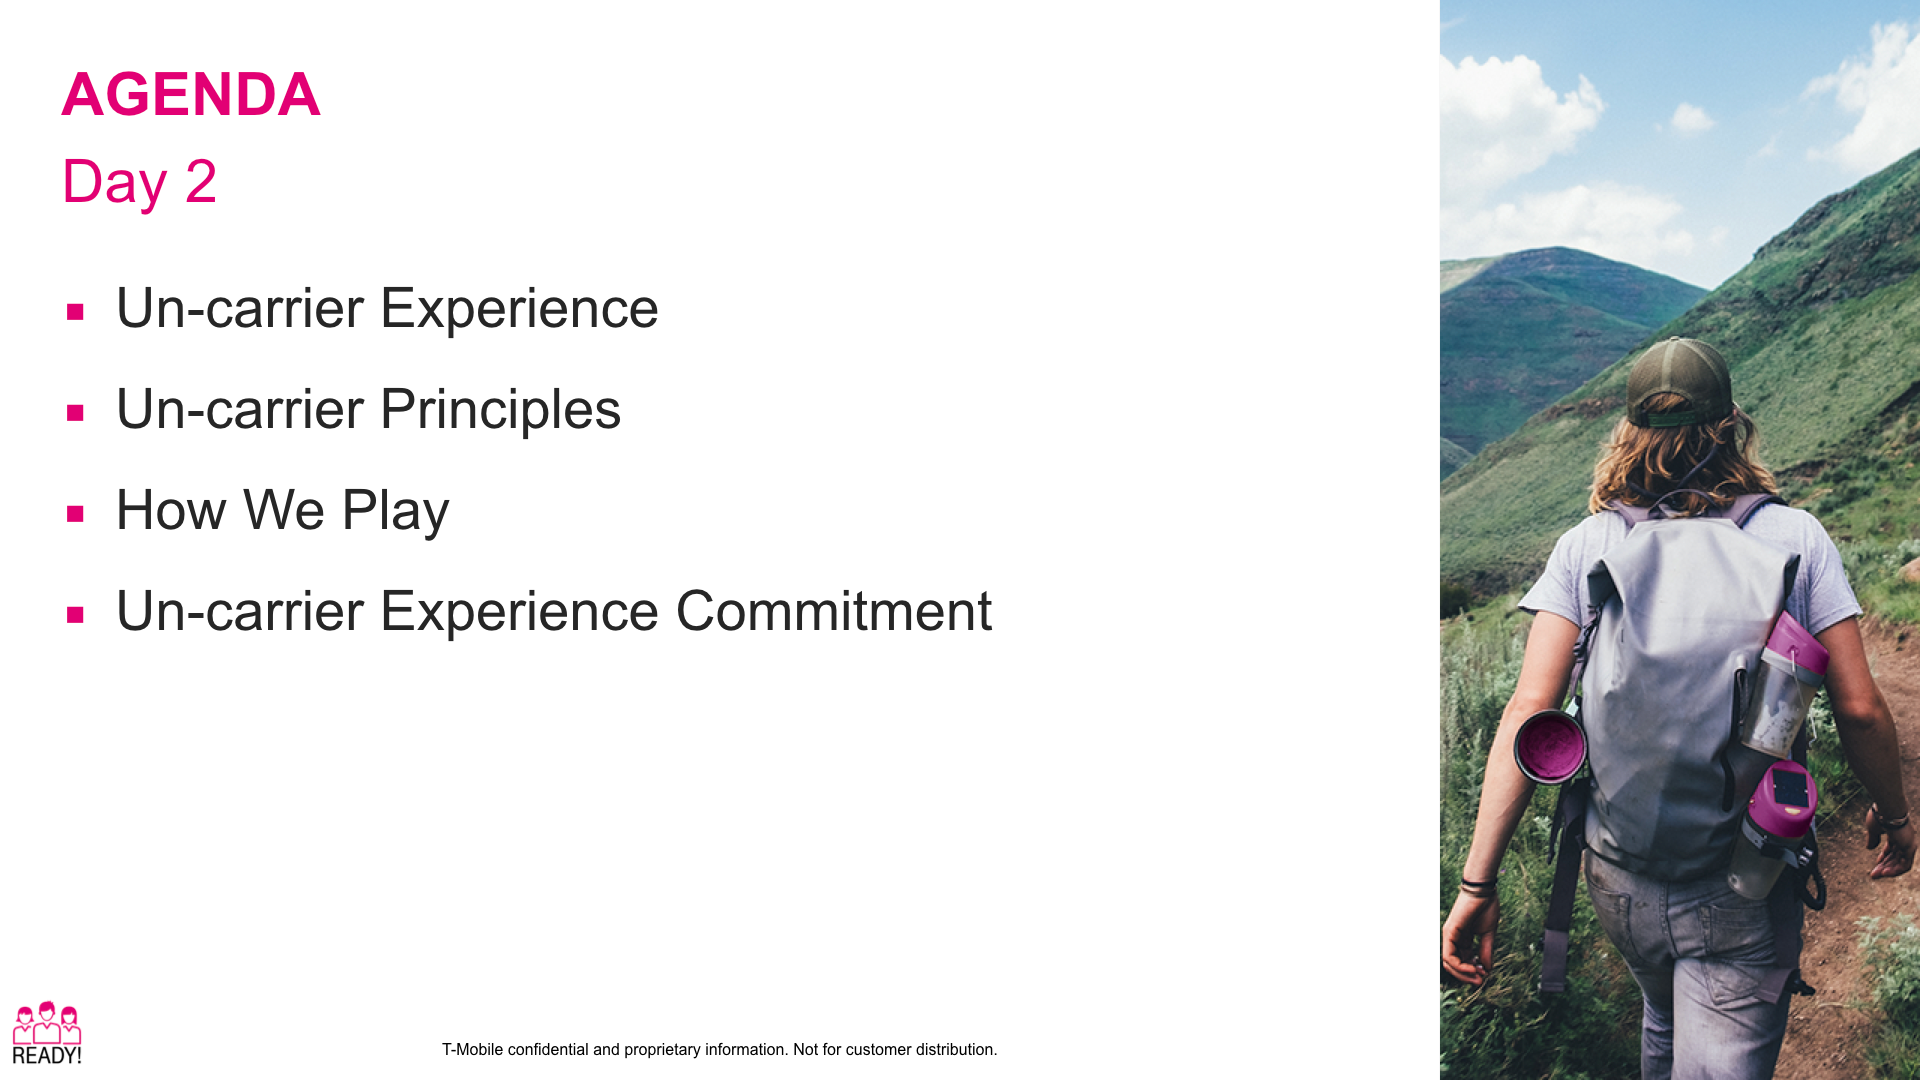 AGENDA
Day 2
Un-carrier Experience
Un-carrier Principles
How We Play
Un-carrier Experience Commitment
READY!
T-Mobile confidential and proprietary information. Not for customer distribution.